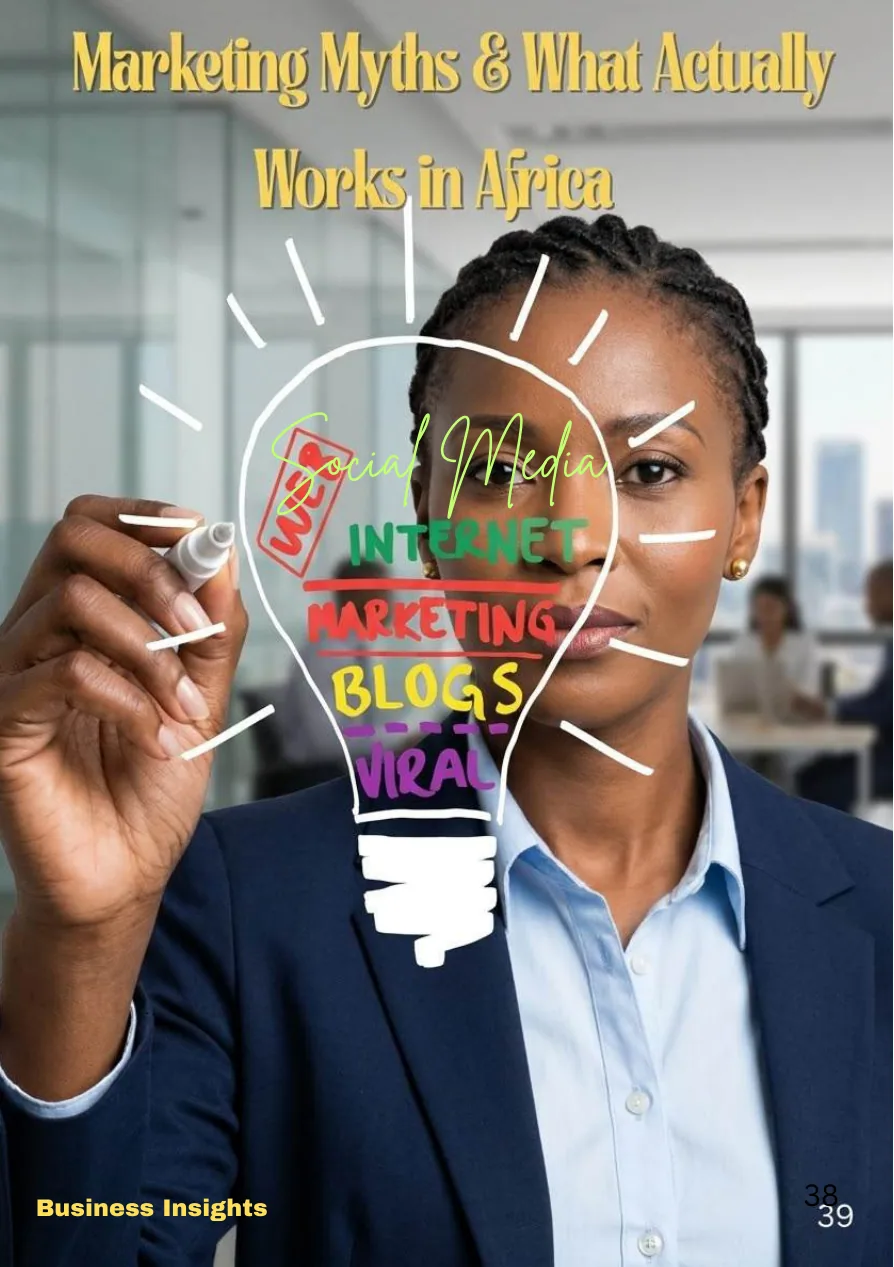 Marketing Myths & What Actually
Works in Africa
Social Media
WEB
INTERNET
MARKETING
BLOGS
VIRAL
Business Insights
38
39